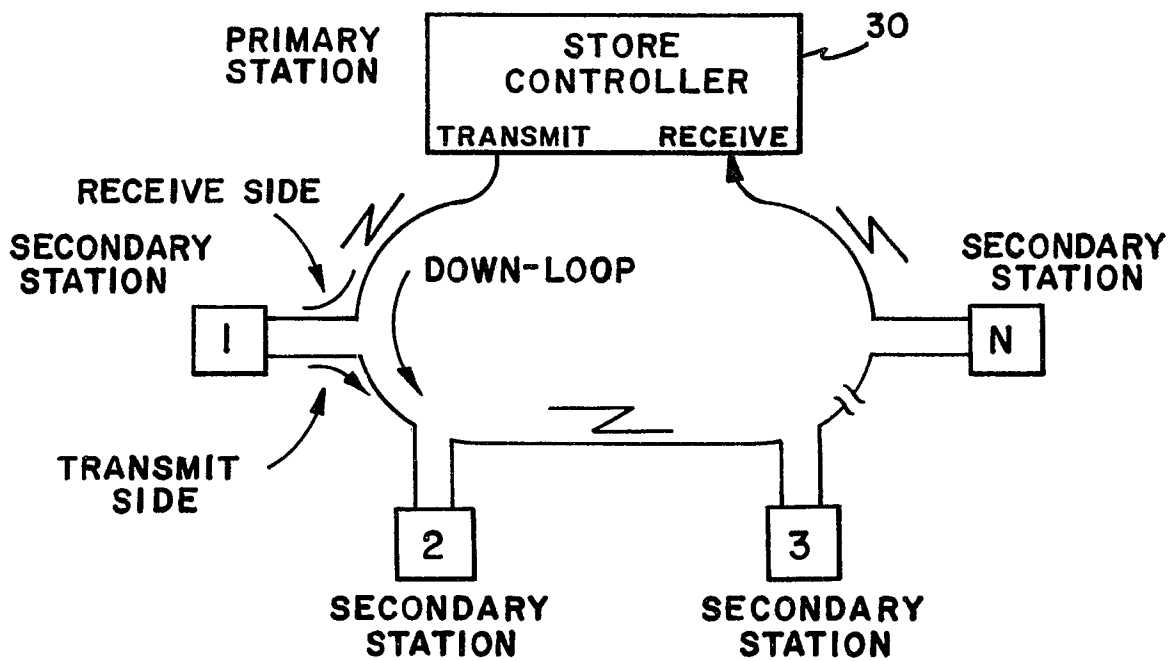 PRIMARY
STATION
STORE
CONTROLLER
30
TRANSMIT RECEIVE
RECEIVE SIDE
SECONDARY
STATION
DOWN-LOOP
SECONDARY
STATION
1
N
TRANSMIT
SIDE
2
3
SECONDARY
STATION
SECONDARY
STATION